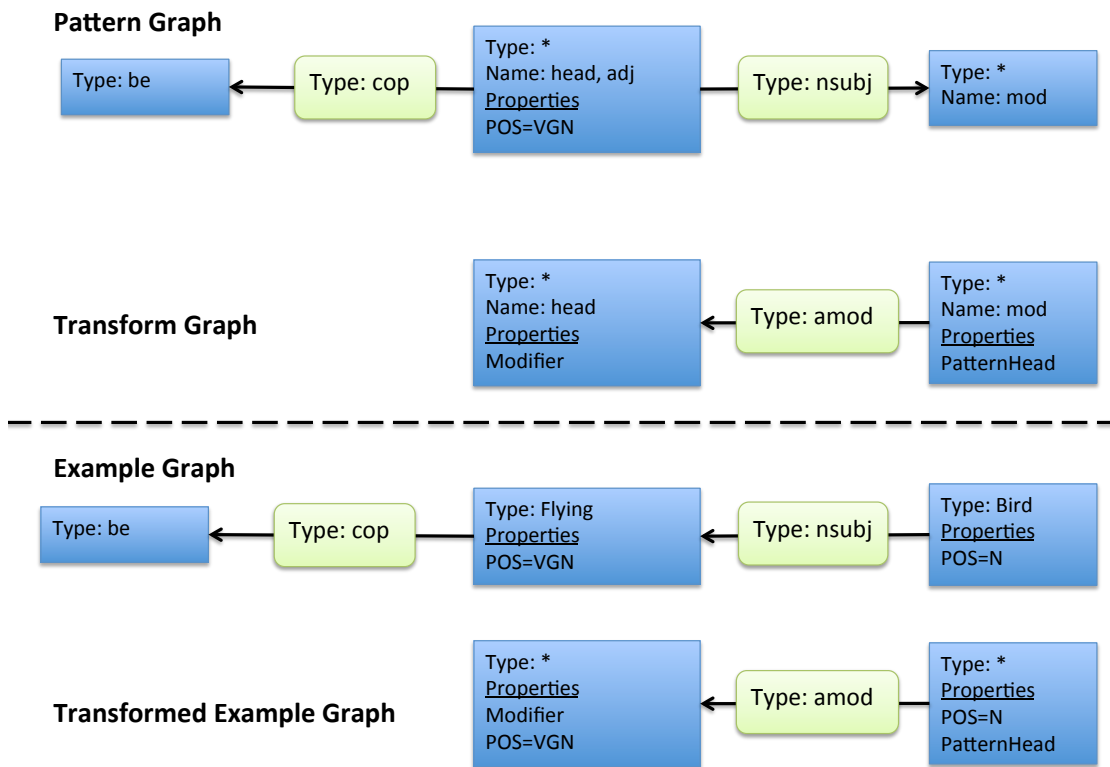 Pattern Graph
Type: be
Type: cop
Type: *
Name: head, adj
Properties
POS=VGN
Type: nsubj
Type: *
Name: mod
Transform Graph
Type: *
Name: head
Properties
Modifier
Type: amod
Type: *
Name: mod
Properties
PatternHead
Example Graph
Type: be
Type: cop
Type: Flying
Properties
POS=VGN
Type: nsubj
Type: Bird
Properties
POS=N
Transformed Example Graph
Type: *
Properties
Modifier
POS=VGN
Type: amod
Type: *
Properties
POS=N
PatternHead